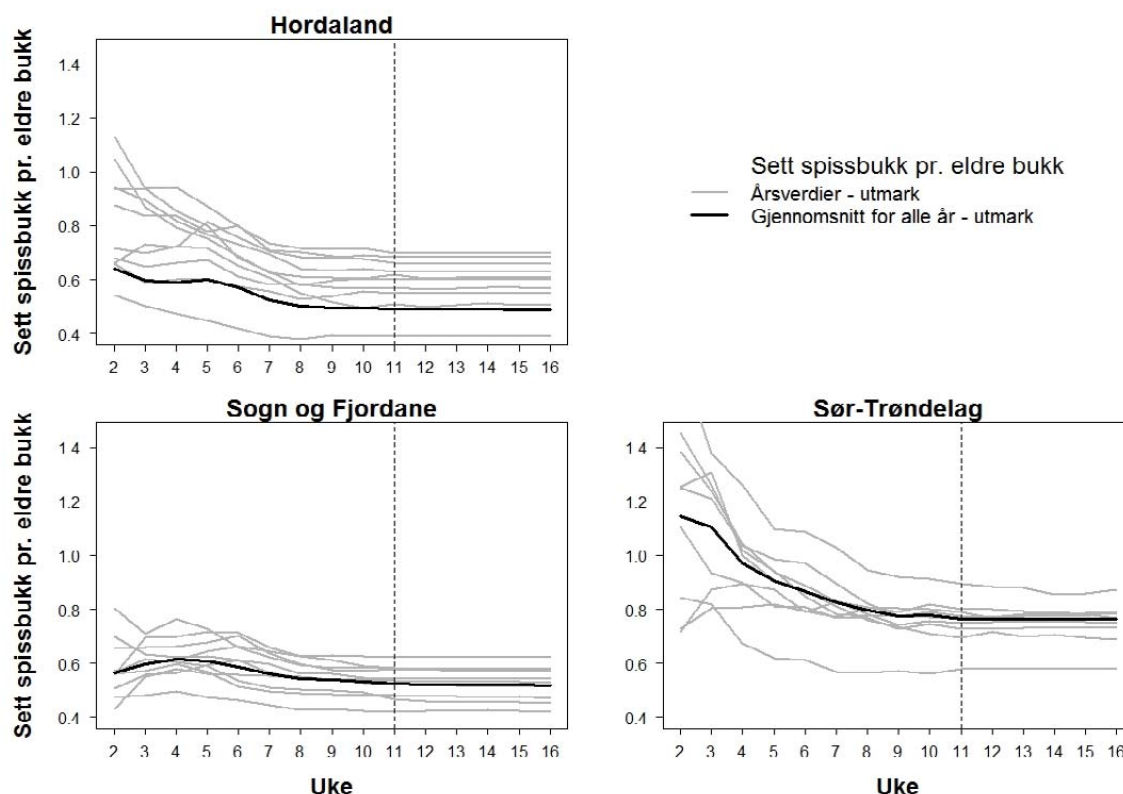 Hordaland
Sett spissbukk pr. eldre bukk
1.4
1.2
1.0
0.8
0.6
0.4
2 3 4 5 6 7 8 9 10 11 12 13 14 15 16
Sett spissbukk pr. eldre bukk
Årsverdier - utmark
Gjennomsnitt for alle år - utmark
Sogn og Fjordane
Sett spissbukk pr. eldre bukk
1.4
1.2
1.0
0.8
0.6
0.4
2 3 4 5 6 7 8 9 10 11 12 13 14 15 16
Uke
Sør-Trøndelag
1.4
1.2
1.0
0.8
0.6
0.4
2 3 4 5 6 7 8 9 10 11 12 13 14 15 16
Uke